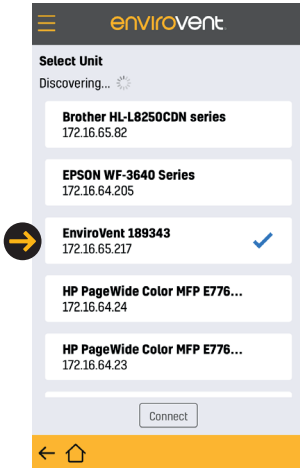 envirovent
Select Unit
Discovering...
Brother HL-L8250CDN series
172.16.65.82
EPSON WF-3640 Series
172.16.64.205
EnviroVent 189343
172.16.65.217
HP PageWide Color MFP E776...
172.16.64.24
HP PageWide Color MFP E776...
172.16.64.23
Connect